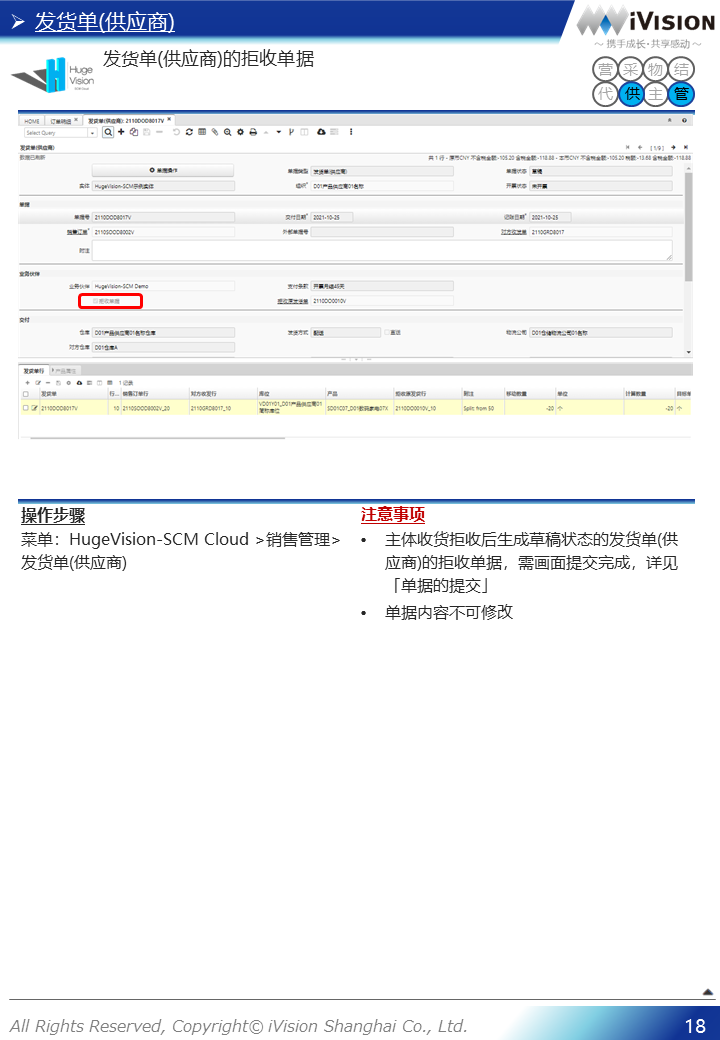 ➢ 发货单(供应商)
iVISION
～ 携手成长·共享感动 ～
Huge Vision
发货单(供应商)的拒收单据
营 采 物 结
代 供 主 管
HOME 订单明细 发货单(供应商): 2110DOD8017V
Select Query
发货单(供应商)
[1/9]
数据已刷新
共 1 行 - 原币CNY 不含税金额:-105.20 含税金额:-118.88 - 本币CNY 不含税金额:-105.20 税额:-13.68 含税金额:-118.88
单据操作 单据类型 发货单(供应商) 单据状态 草稿
实体 HugeVision-SCM示例实体 组织 D01产品供应商01名称 开票状态 未开票
单据
单据号 2110DOD8017V 交付日期 2021-10-25 记账日期 2021-10-25
销售订单 2110SOOD8002V 外部单据号 对方收货单 2110GRD8017
附注
业务伙伴
业务伙伴 HugeVision-SCM Demo 支付条款 开票月结45天
拒收单据 拒收原发货单 2110DO0010V
交付
仓库 D01产品供应商01名称仓库 发货方式 配送 直运 物流公司 D01仓储物流公司01名称
对方仓库 D01仓库A
发货单行 产品属性
1记录
发货单 行... 销售订单行 对方收货行 库位 产品 拒收原发货行 附注 移动数量 单位 计算数量 目标单
2110DOD8017V 10 2110SOOD8002V_20 2110GRD8017_10 VD01Y01_D01产品供应商01简称库位 SD01C07_D01数码家电07X 2110DO0010V_10 Split from 50 -20 个 -20 个
操作步骤
菜单：HugeVision-SCM Cloud >销售管理>
发货单(供应商)
注意事项
• 主体收货拒收后生成草稿状态的发货单(供
应商)的拒收单据，需画面提交完成，详见
「单据的提交」
• 单据内容不可修改
All Rights Reserved, Copyright© iVision Shanghai Co., Ltd.
18